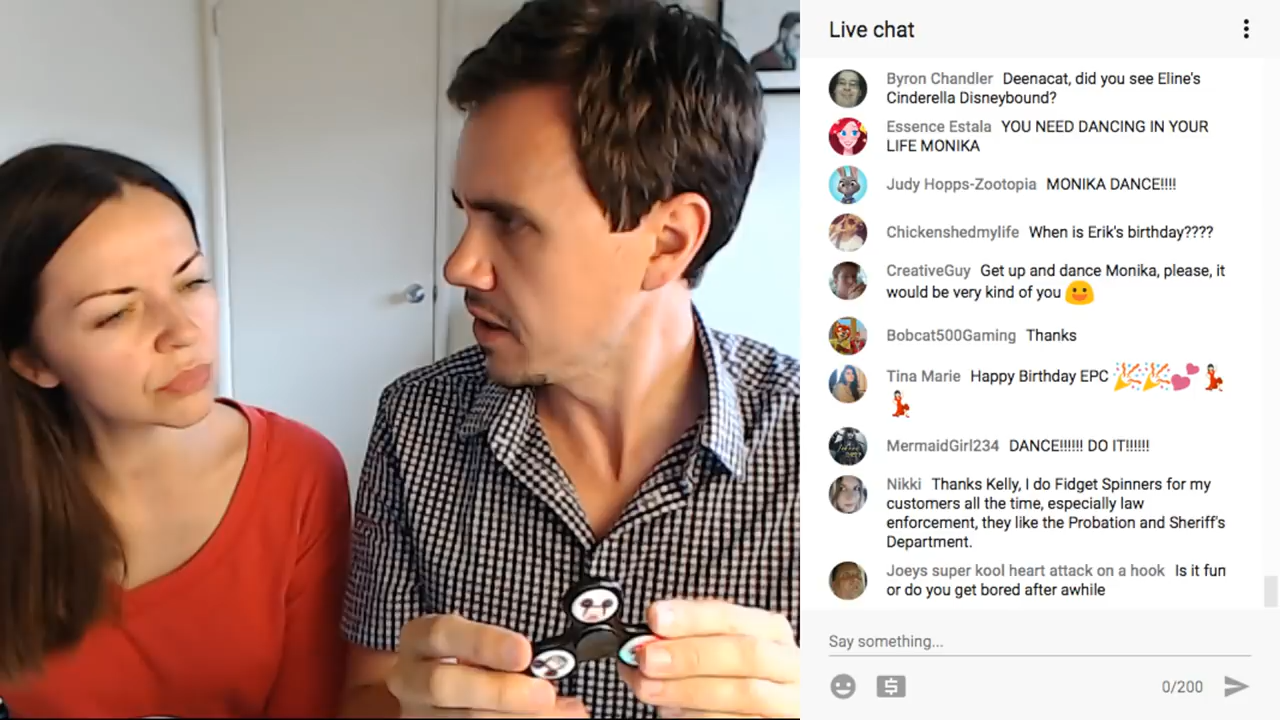 Live chat
Byron Chandler Deenacat, did you see Eline's
Cinderella Disneybound?
Essence Estala YOU NEED DANCING IN YOUR
LIFE MONIKA
Judy Hopps-Zootopia MONIKA DANCE!!!!
Chickenshedmylife When is Erik's birthday????
CreativeGuy Get up and dance Monika, please, it
would be very kind of you 😃
Bobcat500Gaming Thanks
Tina Marie Happy Birthday EPC 🎉🎉💕💃
💃
MermaidGirl234 DANCE!!!!!! DO IT!!!!!!
Nikki Thanks Kelly, I do Fidget Spinners for my
customers all the time, especially law
enforcement, they like the Probation and Sheriff's
Department.
Joeys super kool heart attack on a hook Is it fun
or do you get bored after awhile
Say something...
0/200